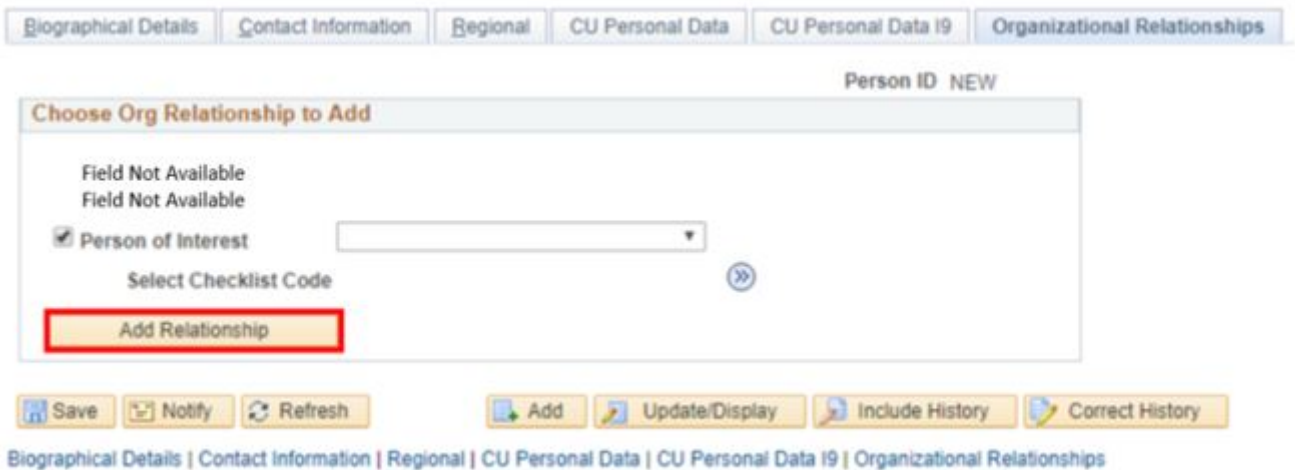 Biographical Details Contact Information Regional CU Personal Data CU Personal Data I9 Organizational Relationships
Person ID NEW
Choose Org Relationship to Add
Field Not Available
Field Not Available
Person of Interest
Select Checklist Code
Add Relationship
Save Notify Refresh Add Update/Display Include History Correct History
Biographical Details | Contact Information | Regional | CU Personal Data | CU Personal Data I9 | Organizational Relationships